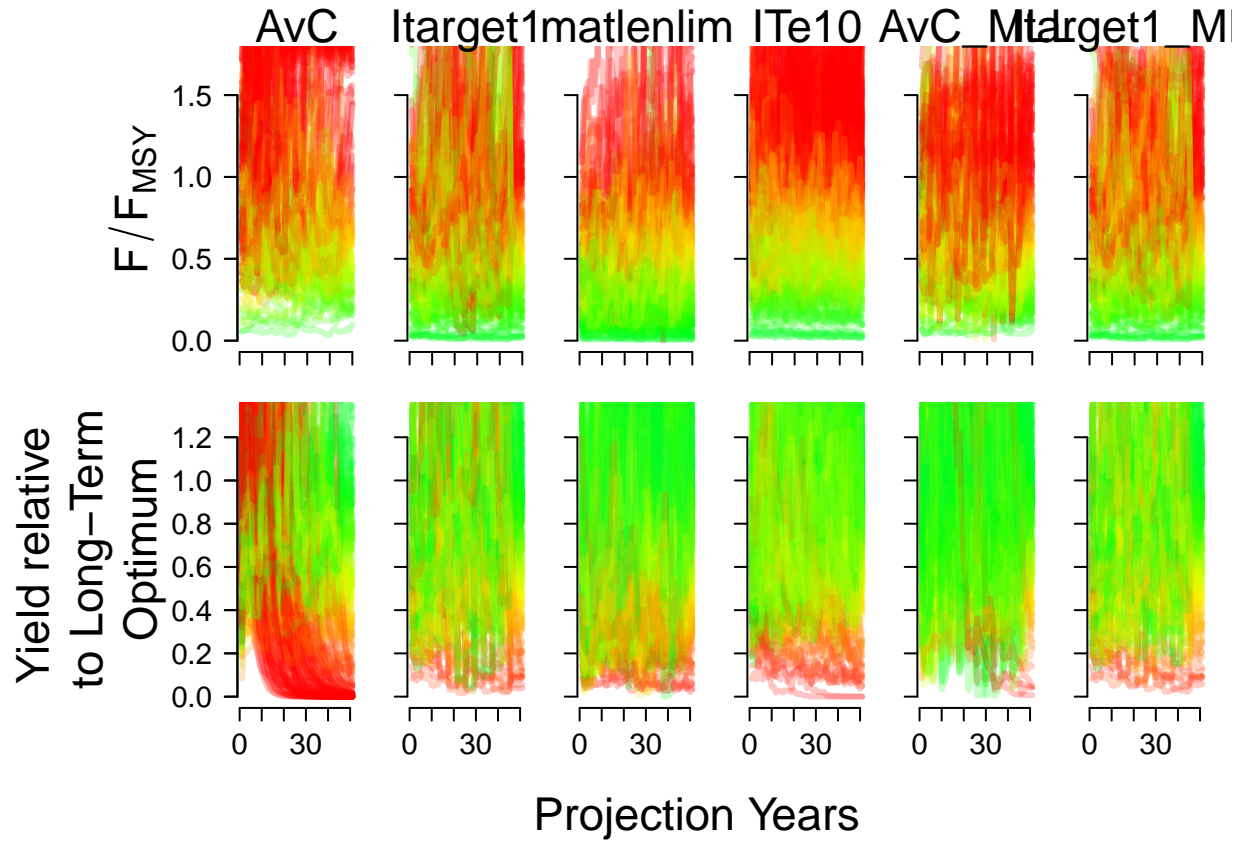 AvC Itarget1 matlenlim ITe10 AvC_MLL Itarget1_ML
F / FMSY
1.5
1.0
0.5
0.0
Yield relative
to Long−Term
Optimum
1.2
1.0
0.8
0.6
0.4
0.2
0.0
0 30 0 30 0 30 0 30 0 30 0 30
Projection Years